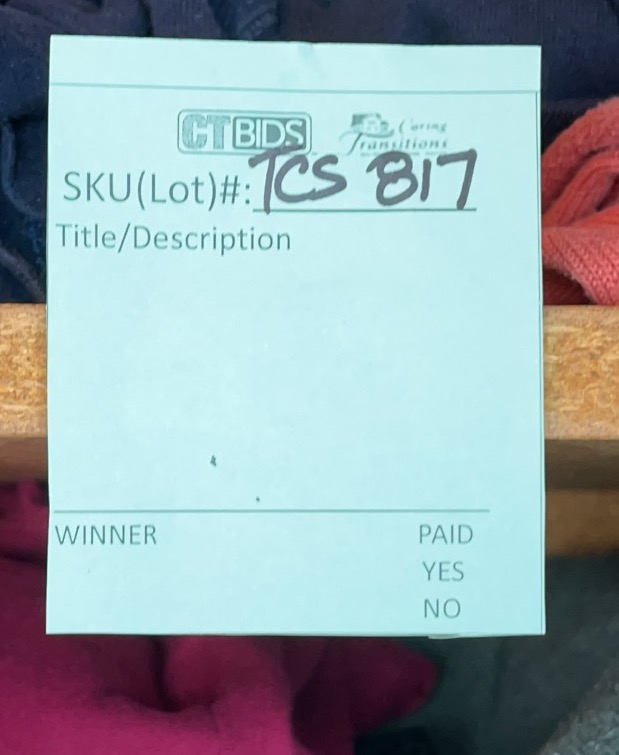 CTBIDS Caring Transitions
SKU(Lot)#: TCS 817
Title/Description
WINNER PAID
YES
NO